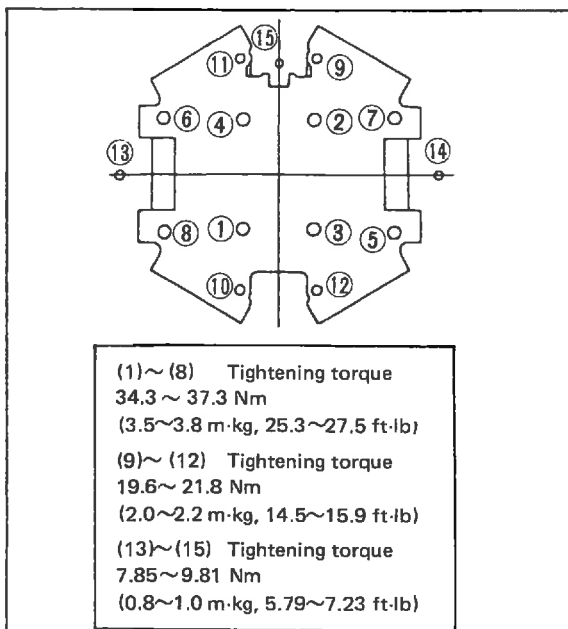 ⑮
⑪ ⑨
⑥ ④ ② ⑦
⑬ ⑭
⑧ ① ③ ⑤
⑩ ⑫
(1)~(8) Tightening torque
34.3~37.3 Nm
(3.5~3.8 m·kg, 25.3~27.5 ft·lb)
(9)~(12) Tightening torque
19.6~21.8 Nm
(2.0~2.2 m·kg, 14.5~15.9 ft·lb)
(13)~(15) Tightening torque
7.85~9.81 Nm
(0.8~1.0 m·kg, 5.79~7.23 ft·lb)